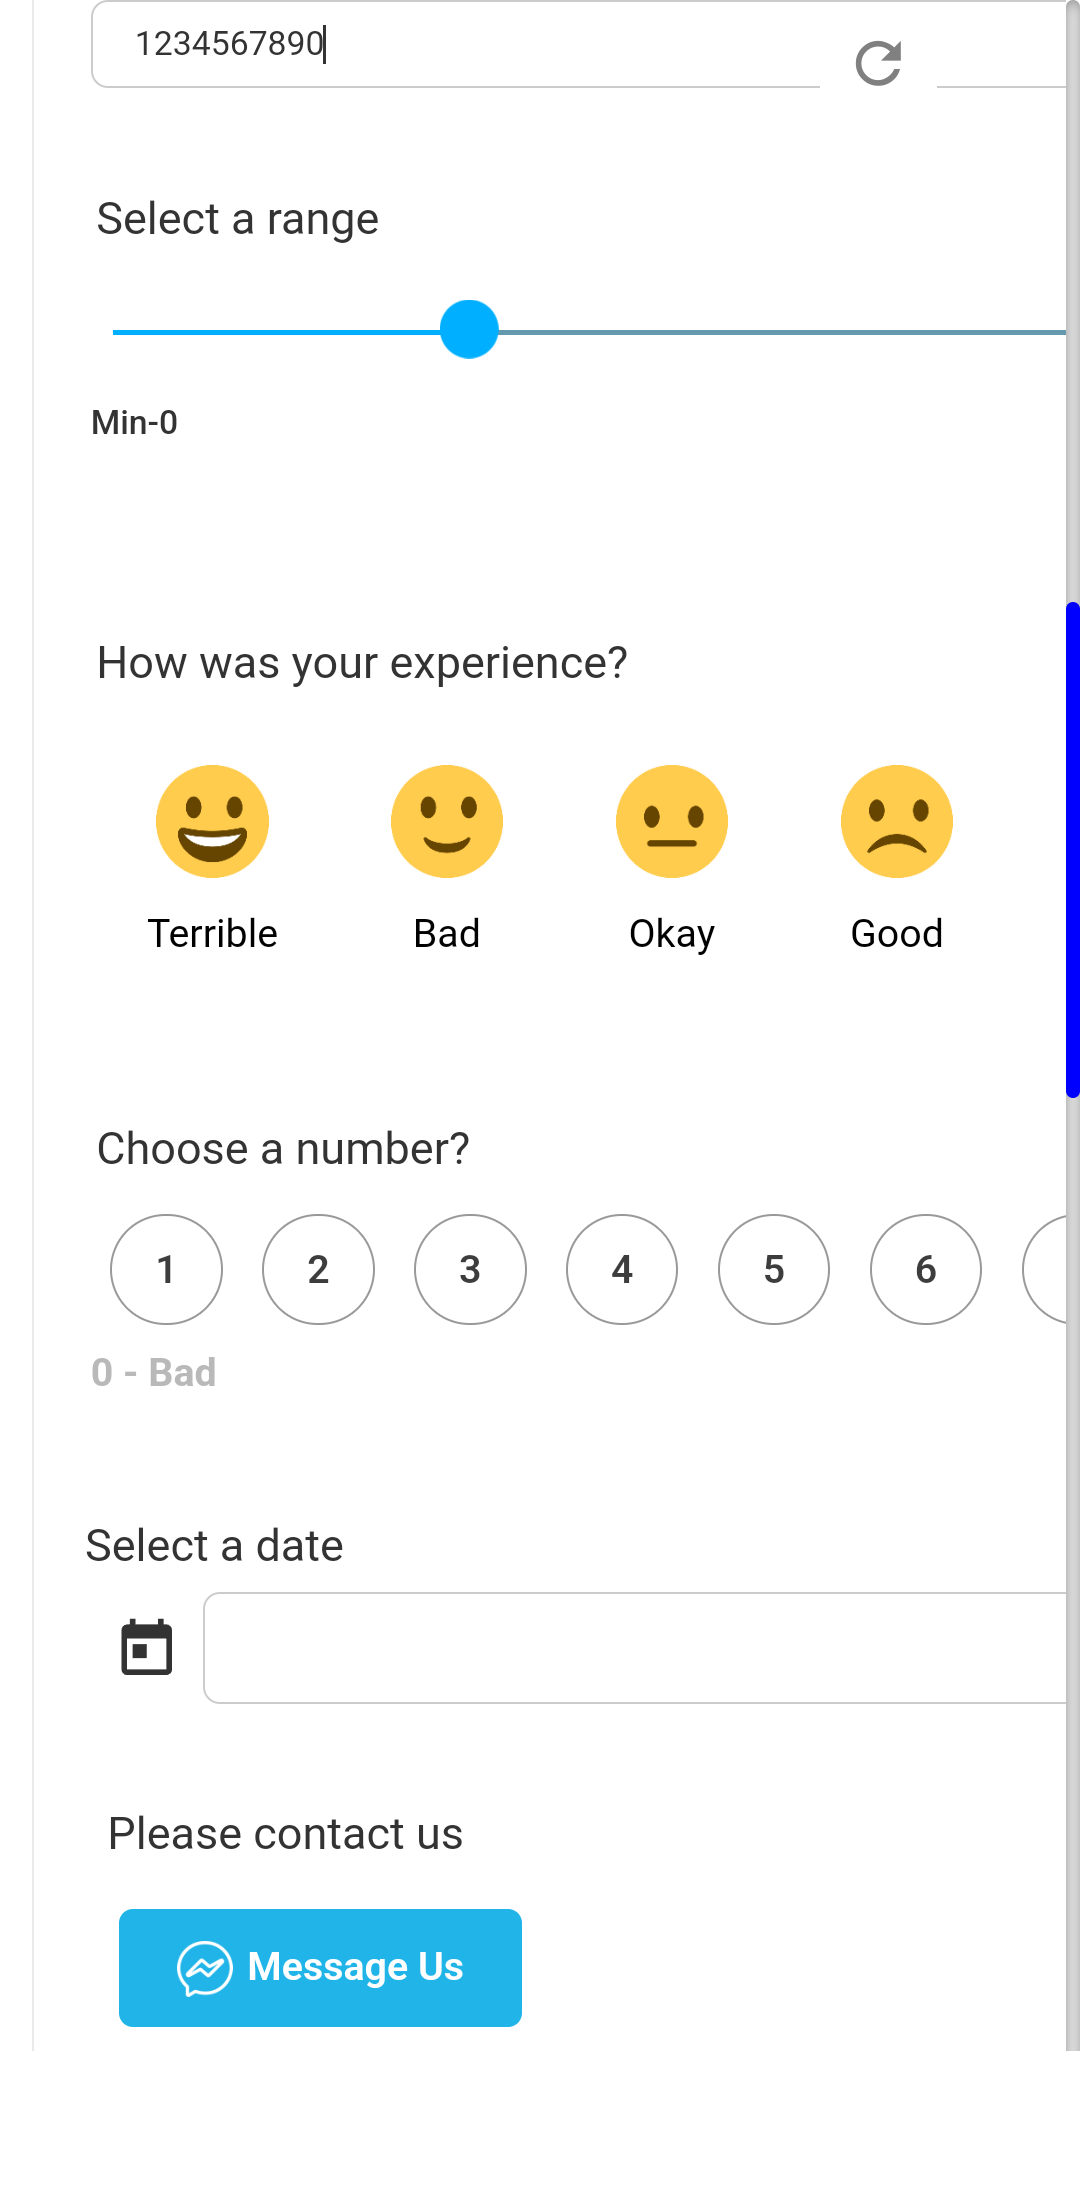 1234567890
Select a range
Min-0
How was your experience?
Terrible Bad Okay Good
Choose a number?
1 2 3 4 5 6
0 - Bad
Select a date
Please contact us
Message Us